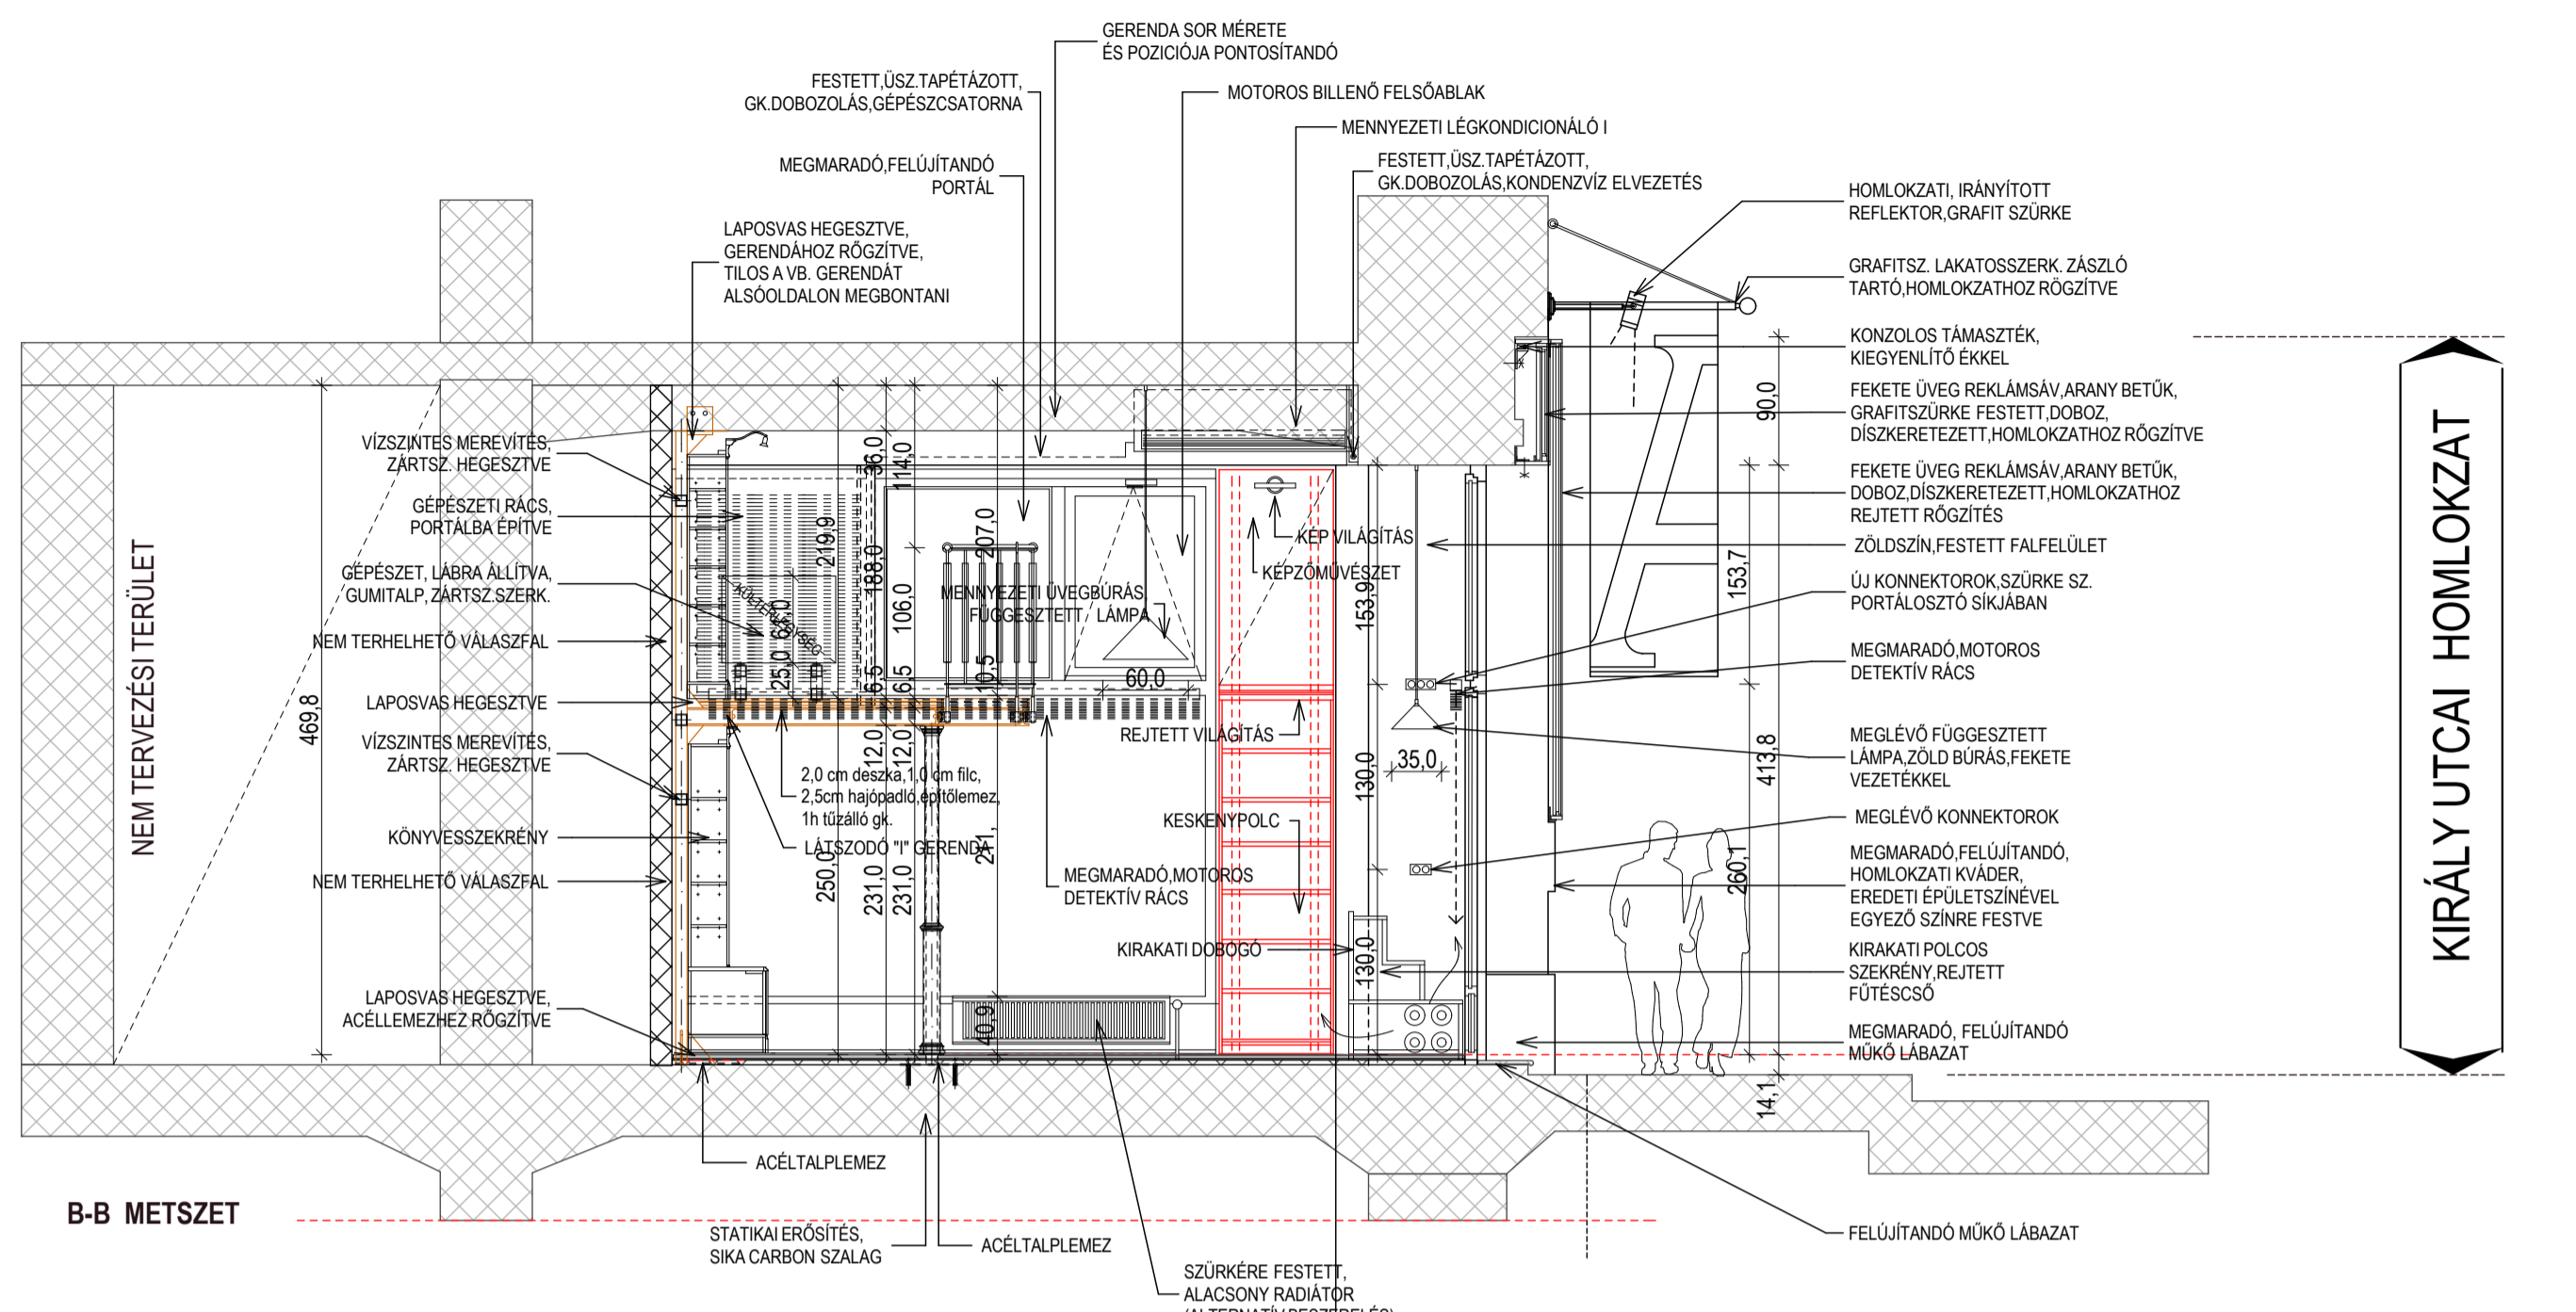 GERENDA SOR MÉRETE
ÉS POZICIÓJA PONTOSÍTANDÓ
FESTETT,ÜSZ.TAPÉTÁZOTT,
GK.DOBOZOLÁS,GÉPÉSZCSATORNA
MOTOROS BILLENŐ FELSŐABLAK
MENNYEZETI LÉGKONDICIONÁLÓ I
MEGMARADÓ,FELÚJÍTANDÓ
PORTÁL
FESTETT,ÜSZ.TAPÉTÁZOTT,
GK.DOBOZOLÁS,KONDENZVÍZ ELVEZETÉS
LAPOSVAS HEGESZTVE,
GERENDÁHOZ RŐGZÍTVE,
TILOS A VB. GERENDÁT
ALSÓOLDALON MEGBONTANI
HOMLOKZATI, IRÁNYÍTOTT
REFLEKTOR,GRAFIT SZÜRKE
GRAFITSZ. LAKATOSSZERK. ZÁSZLÓ
TARTÓ,HOMLOKZATHOZ RÖGZÍTVE
KONZOLOS TÁMASZTÉK,
KIEGYENLÍTŐ ÉKKEL
FEKETE ÜVEG REKLÁMSÁV,ARANY BETŰK,
GRAFITSZÜRKE FESTETT,DOBOZ,
DÍSZKERETEZETT,HOMLOKZATHOZ RŐGZÍTVE
FEKETE ÜVEG REKLÁMSÁV,ARANY BETŰK,
DOBOZ,DÍSZKERETEZETT,HOMLOKZATHOZ
REJTETT RŐGZÍTÉS
ZÖLDSZÍN,FESTETT FALFELÜLET
ÚJ KONNEKTOROK,SZÜRKE SZ.
PORTÁLOSZTÓ SÍKJÁBAN
MEGMARADÓ,MOTOROS
DETEKTÍV RÁCS
MEGLÉVŐ FÜGGESZTETT
LÁMPA,ZÖLD BÚRÁS,FEKETE
VEZETÉKKEL
MEGLÉVŐ KONNEKTOROK
MEGMARADÓ,FELÚJÍTANDÓ,
HOMLOKZATI KVÁDER,
EREDETI ÉPÜLETSZÍNÉVEL
EGYEZŐ SZÍNRE FESTVE
KIRAKATI POLCOS
SZEKRÉNY,REJTETT
FŰTÉSCSŐ
MEGMARADÓ, FELÚJÍTANDÓ
MŰKŐ LÁBAZAT
FELÚJÍTANDÓ MŰKŐ LÁBAZAT
KIRÁLY UTCAI HOMLOKZAT
NEM TERVEZÉSI TERÜLET
469,8
VÍZSZINTES MEREVÍTÉS,
ZÁRTSZ. HEGESZTVE
GÉPÉSZETI RÁCS,
PORTÁLBA ÉPÍTVE
GÉPÉSZET, LÁBRA ÁLLÍTVA,
GUMITALP, ZÁRTSZ.SZERK.
NEM TERHELHETŐ VÁLASZFAL
LAPOSVAS HEGESZTVE
VÍZSZINTES MEREVÍTÉS,
ZÁRTSZ. HEGESZTVE
KÖNYVESSZEKRÉNY
NEM TERHELHETŐ VÁLASZFAL
LAPOSVAS HEGESZTVE,
ACÉLLEMEZHEZ RŐGZÍTVE
KÜLTÉRI EGYSÉG
219,9
25,0
36,0
188,0
6,5
12,0
114,0
106,0
6,5
12,0
207,0
10,5
40,9
250,0
231,0
231,0
60,0
MENNYEZETI ÜVEGBÚRÁS,
FÜGGESZTETT LÁMPA
KÉP VILÁGÍTÁS
KÉPZŐMŰVÉSZET
REJTETT VILÁGÍTÁS
KESKENYPOLC
2,0 cm deszka,1,0 cm filc,
2,5cm hajópadló,építőlemez,
1h tűzálló gk.
LÁTSZODÓ "I" GERENDA
MEGMARADÓ,MOTOROS
DETEKTÍV RÁCS
KIRAKATI DOBOGÓ
153,9
130,0
130,0
35,0
90,0
153,7
413,8
260,1
14,1
ACÉLTALPLEMEZ
STATIKAI ERŐSÍTÉS,
SIKA CARBON SZALAG
ACÉLTALPLEMEZ
SZÜRKÉRE FESTETT,
ALACSONY RADIÁTOR
B-B METSZET